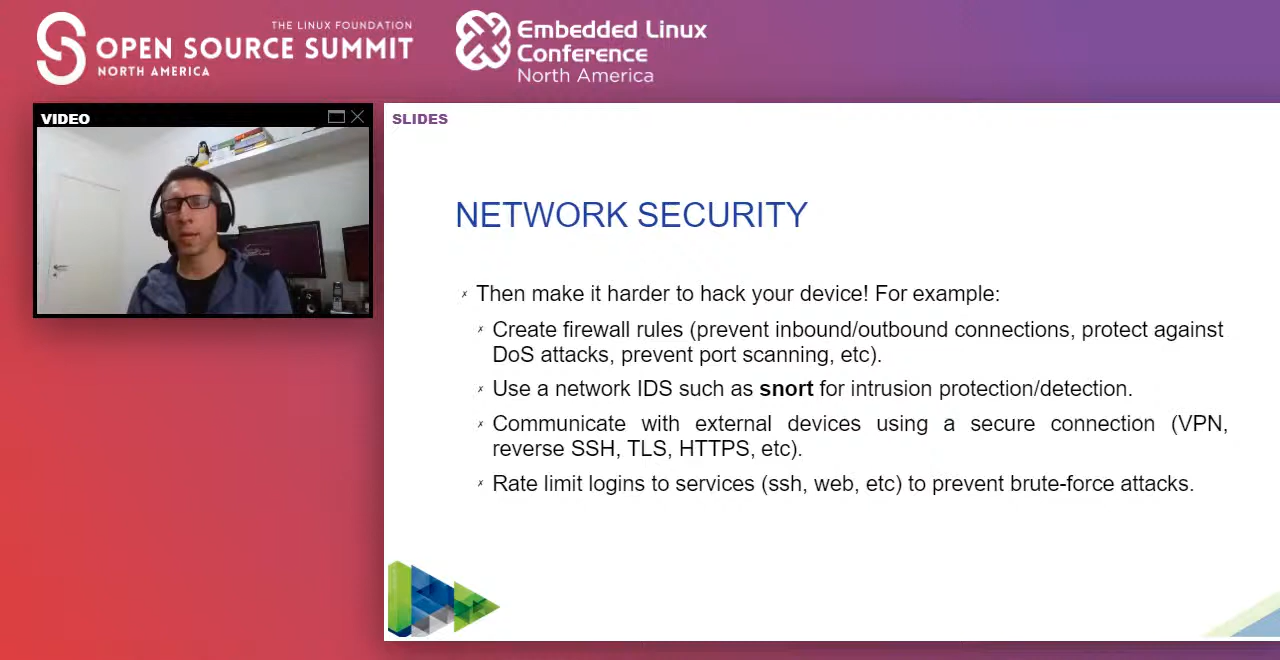 THE LINUX FOUNDATION
OPEN SOURCE SUMMIT
NORTH AMERICA
Embedded Linux
Conference
North America
VIDEO
SLIDES
NETWORK SECURITY
Then make it harder to hack your device! For example:
Create firewall rules (prevent inbound/outbound connections, protect against
DoS attacks, prevent port scanning, etc).
Use a network IDS such as snort for intrusion protection/detection.
Communicate with external devices using a secure connection (VPN,
reverse SSH, TLS, HTTPS, etc).
Rate limit logins to services (ssh, web, etc) to prevent brute-force attacks.